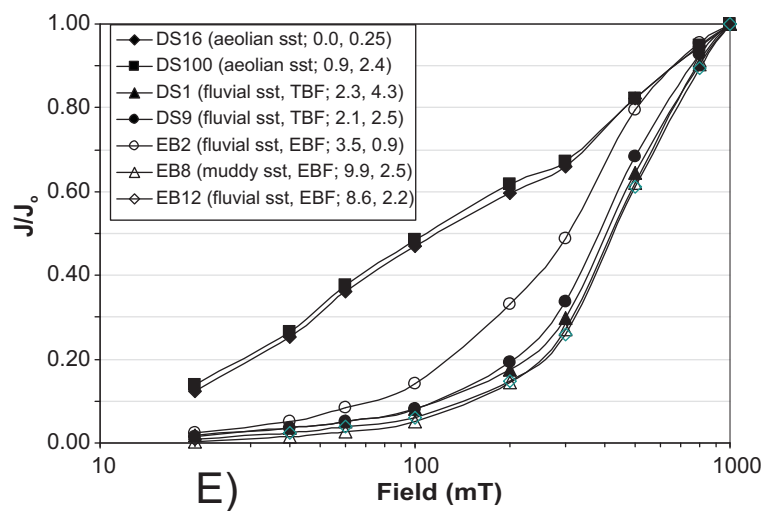 1.00
0.80
0.60
0.40
0.20
0.00
J/Jo
DS16 (aeolian sst; 0.0, 0.25)
DS100 (aeolian sst; 0.9, 2.4)
DS1 (fluvial sst, TBF; 2.3, 4.3)
DS9 (fluvial sst, TBF; 2.1, 2.5)
EB2 (fluvial sst, EBF; 3.5, 0.9)
EB8 (muddy sst, EBF; 9.9, 2.5)
EB12 (fluvial sst, EBF; 8.6, 2.2)
10
100
1000
E)
Field (mT)